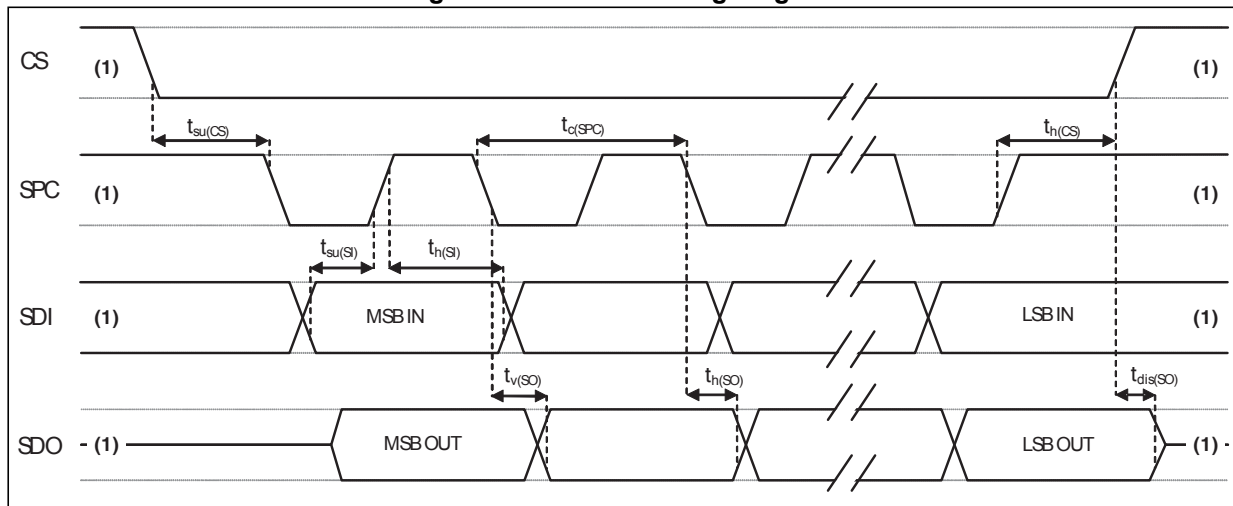 CS (1) (1)
t_su(CS) t_c(SPC) t_h(CS)
SPC (1) (1)
t_su(SI) t_h(SI)
SDI (1) MSB IN LSB IN (1)
t_v(SO) t_h(SO) t_dis(SO)
SDO - (1) MSB OUT LSB OUT - (1) -